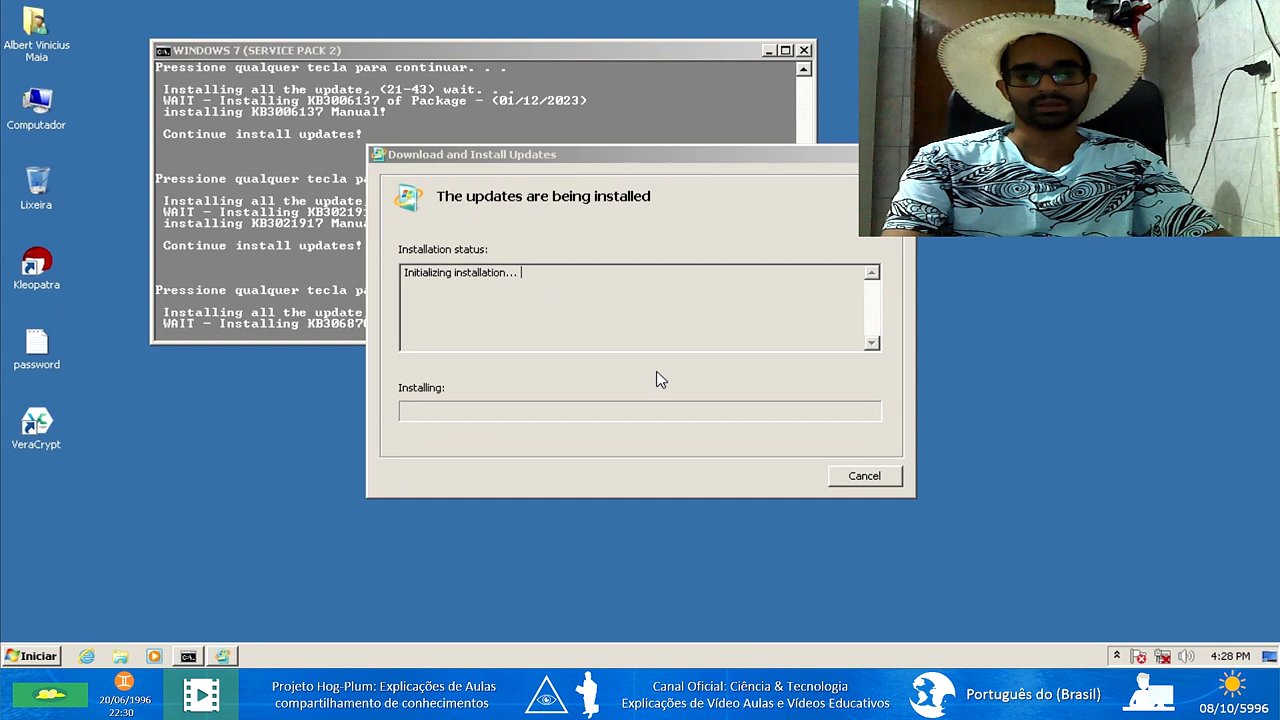 Albert Vinicius
Maia
Computador
Lixeira
Kleopatra
password
VeraCrypt
WINDOWS 7 (SERVICE PACK 2)
Pressione qualquer tecla para continuar. . .
Installing all the update, (21-43) wait. . .
WAIT - Installing KB3006137 of Package - (01/12/2023)
installing KB3006137 Manual!
Continue install updates!
Pressione qualquer tecla
Installing all the update
WAIT - Installing
installing KB3021917
Continue install updates!
Pressione qualquer tecla
Installing all the update
WAIT - Installing
Download and Install Updates
The updates are being installed
Installation status:
Initializing installation...
Installing:
Cancel
Iniciar
4:28 PM
20/06/1996
22:30
Projeto Hog-Plum: Explicações de Aulas
compartilhamento de conhecimentos
Canal Oficial: Ciência & Tecnologia
Explicações de Vídeo Aulas e Vídeos Educativos
Português do (Brasil)
08/10/5996